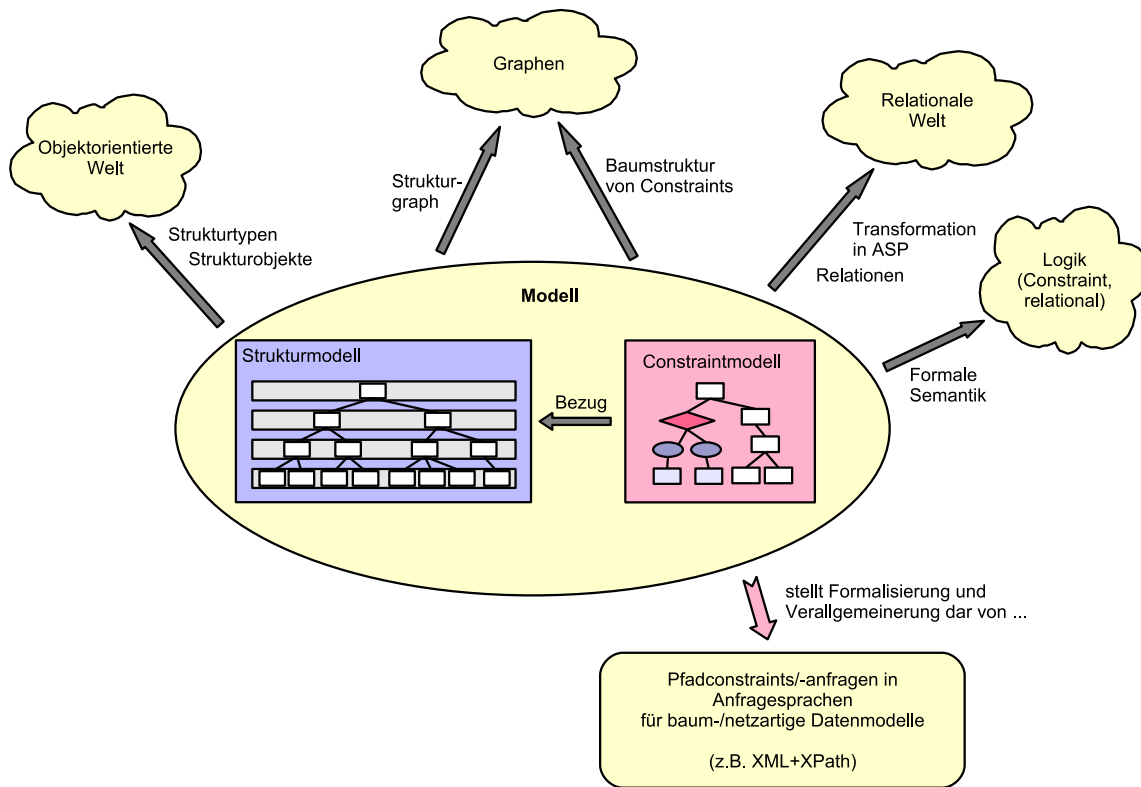 Graphen
Relationale
Welt
Objektorientierte
Welt
Struktur-
graph
Baumstruktur
von Constraints
Strukturtypen
Strukturobjekte
Transformation
in ASP
Relationen
Logik
(Constraint,
relational)
Modell
Strukturmodell
Constraintmodell
Bezug
Formale
Semantik
stellt Formalisierung und
Verallgemeinerung dar von ...
Pfadconstraints/-anfragen in
Anfragesprachen
für baum-/netzartige Datenmodelle
(z.B. XML+XPath)